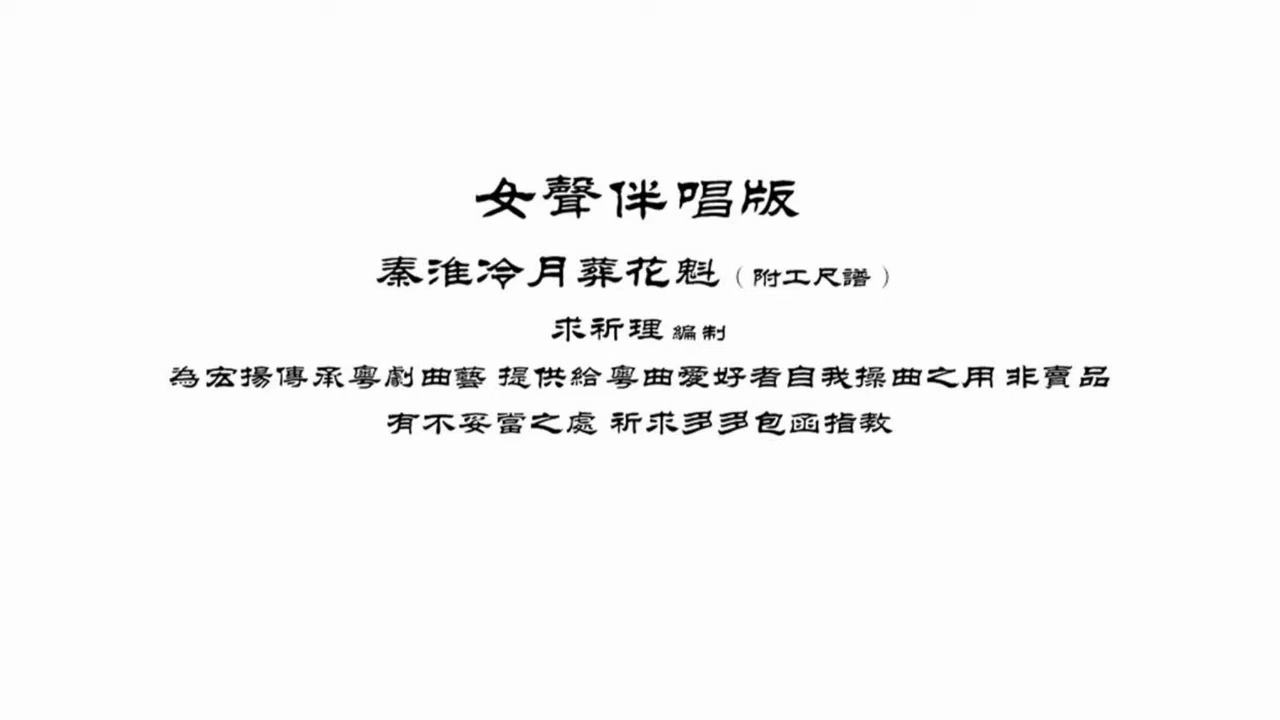 女聲伴唱版
秦淮冷月葬花魁（附工尺譜）
求祈理 編制
為宏揚傳承粵劇曲藝 提供給粵曲愛好者自我操曲之用 非賣品
有不妥當之處 祈求多多包函指教